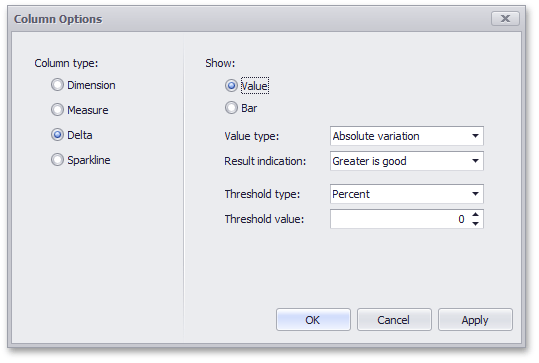 Column Options
Column type:
Dimension
Measure
Delta
Sparkline
Show:
Value
Bar
Value type: Absolute variation
Result indication: Greater is good
Threshold type: Percent
Threshold value: 0
OK Cancel Apply